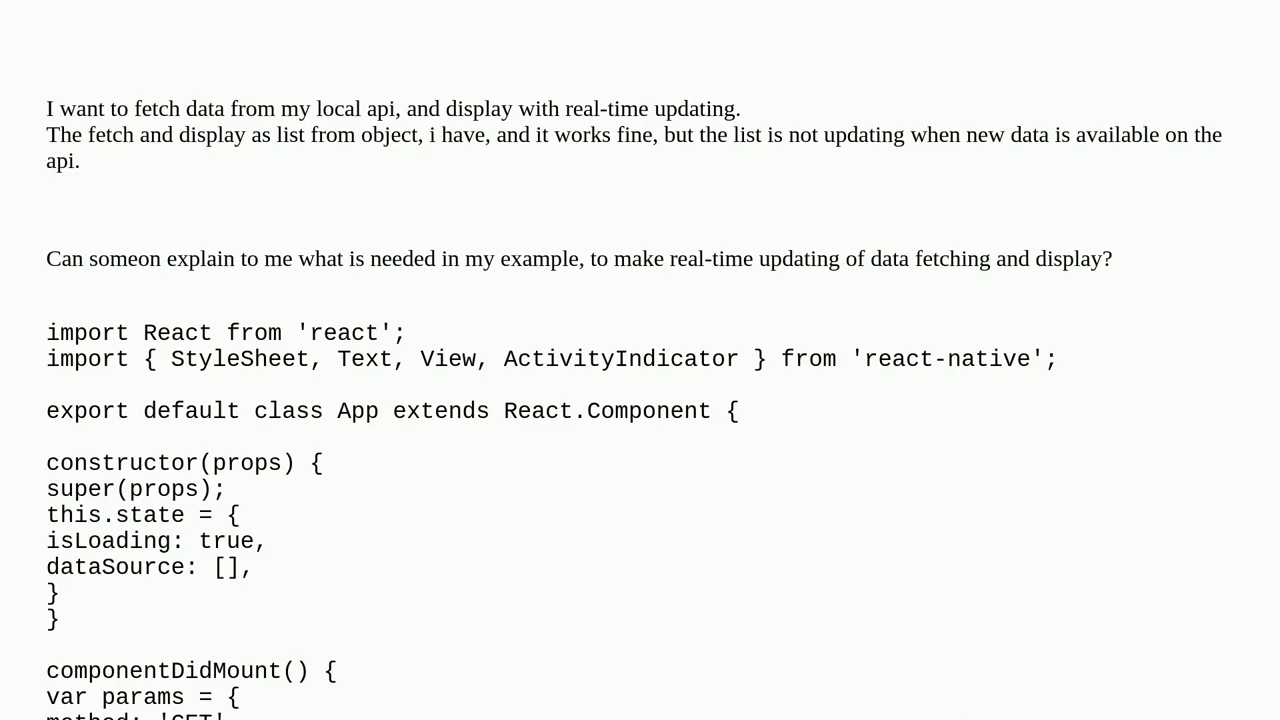 I want to fetch data from my local api, and display with real-time updating.
The fetch and display as list from object, i have, and it works fine, but the list is not updating when new data is available on the
api.
Can someon explain to me what is needed in my example, to make real-time updating of data fetching and display?
import React from 'react';
import { StyleSheet, Text, View, ActivityIndicator } from 'react-native';
export default class App extends React.Component {
constructor(props) {
super(props);
this.state = {
isLoading: true,
dataSource: [],
}
}
componentDidMount() {
var params = {
method: 'GET'